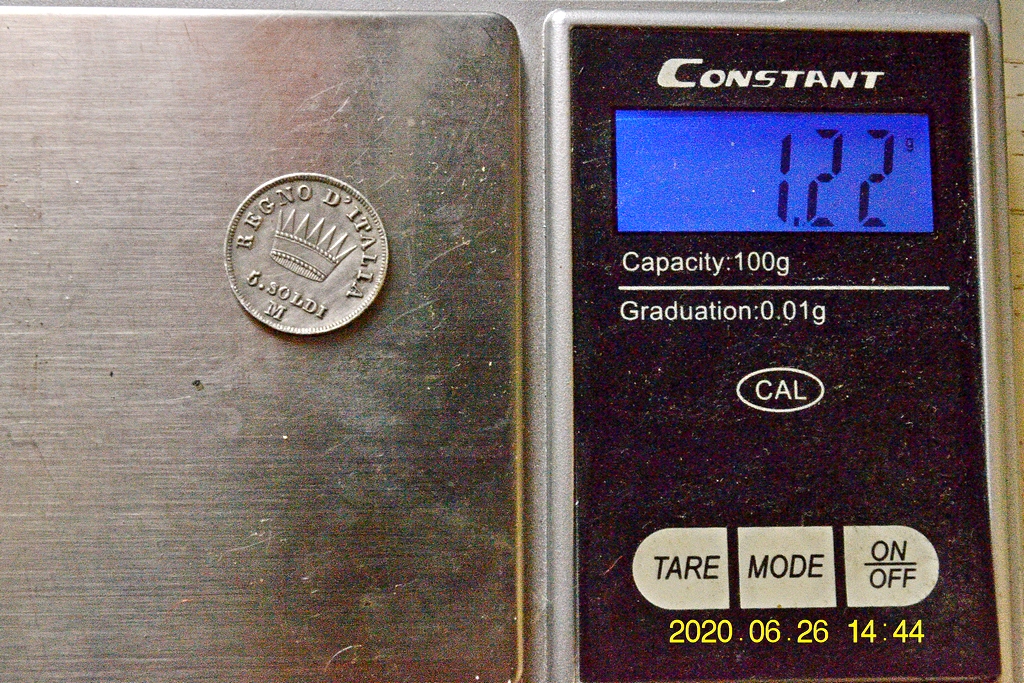 REGNO D'ITALIA
5.SOLDI
M
CONSTANT
1.22 g
Capacity:100g
Graduation:0.01g
CAL
TARE
MODE
ON
OFF
2020.06.26 14:44